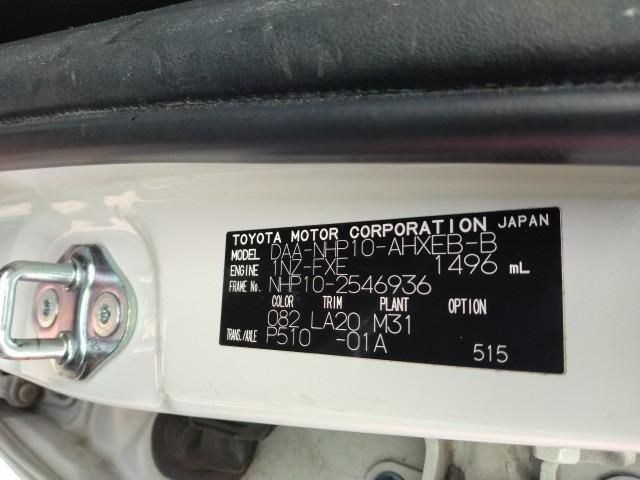 TOYOTA MOTOR CORPORATION JAPAN
MODEL DAA-NHP10-AHXEB-B
ENGINE 1NZ-FXE 1496 mL
FRAME No. NHP10-2546936
COLOR TRIM PLANT OPTION
082 LA20 M31
TRANS./AXLE P510 -01A
515